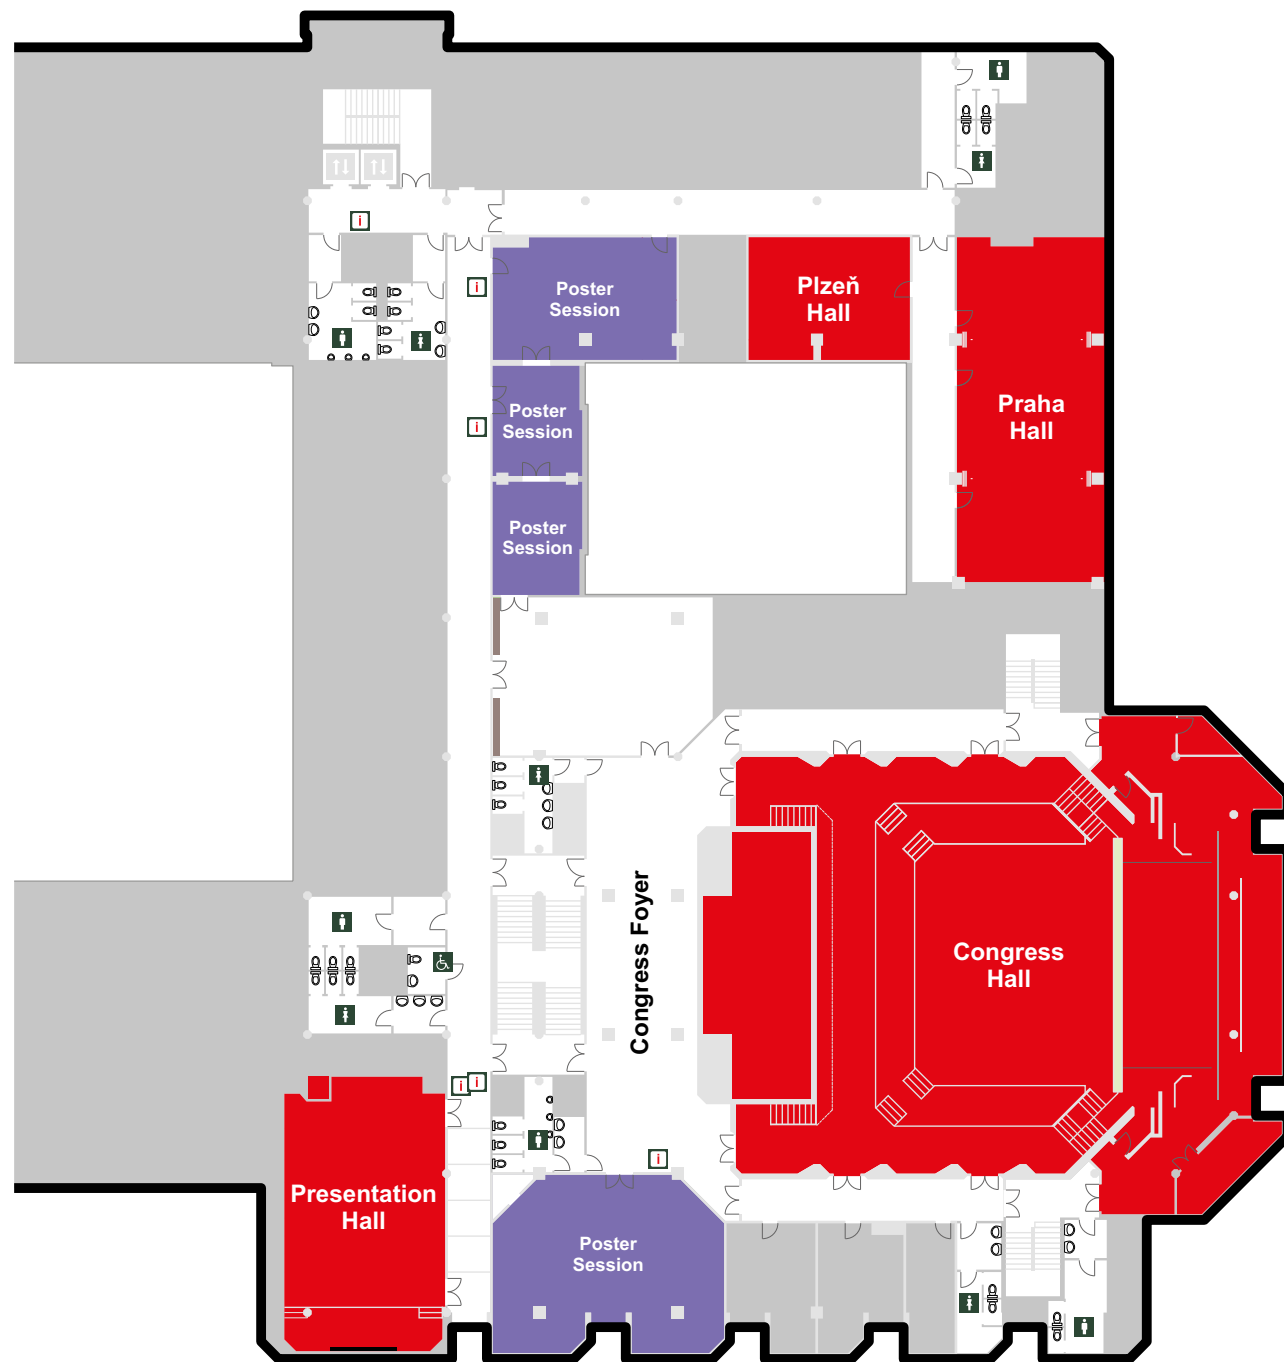 i
i
Poster
Session
Plzeň
Hall
i
Poster
Session
Praha
Hall
Poster
Session
Congress Foyer
Congress
Hall
i
i
i
Presentation
Hall
Poster
Session